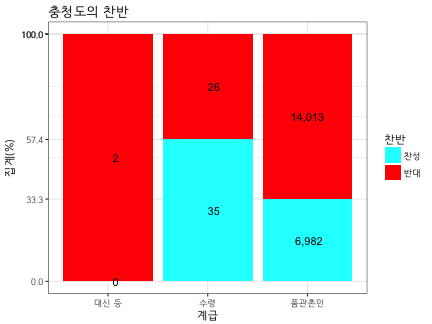 충청도의 찬반
집계(%)
100.0
57.4
33.3
0.0
2
0
26
35
14,013
6,982
대신 등
수령
품관촌민
계급
찬반
찬성
반대